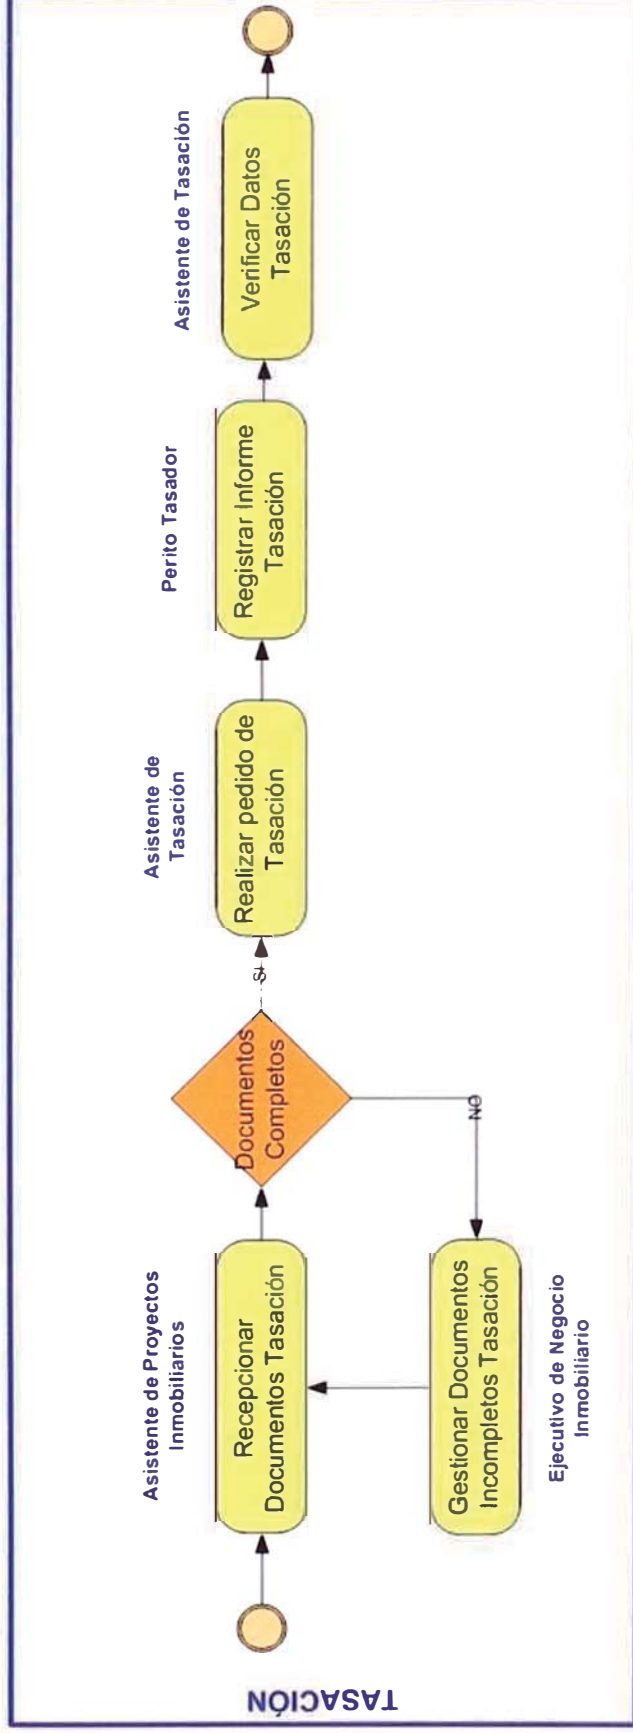 TASACIÓN
Asistente de Proyectos
Inmobiliarios
Recepcionar
Documentos Tasación
Gestionar Documentos
Incompletos Tasación
Ejecutivo de Negocio
Inmobiliario
Documentos
Completos
SI
NO
Asistente de
Tasación
Realizar pedido de
Tasación
Perito Tasador
Registrar Informe
Tasación
Asistente de Tasación
Verificar Datos
Tasación